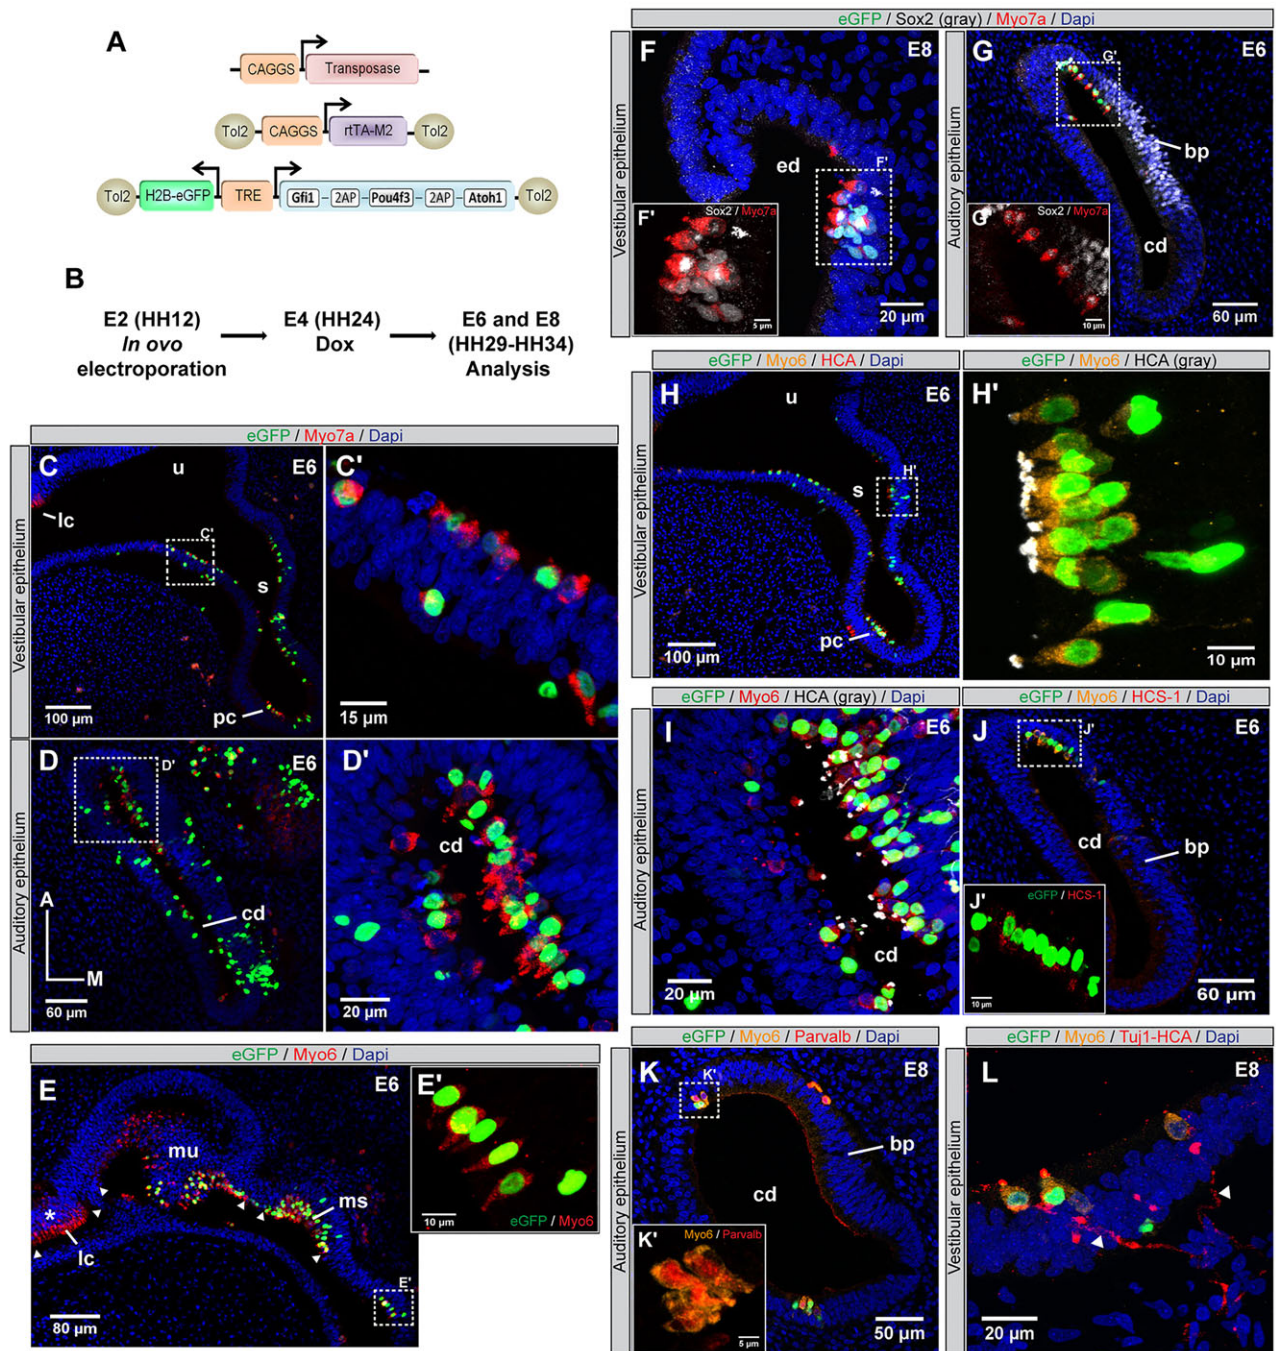 A
CAGGS Transposase
Tol2 CAGGS rtTA-M2 Tol2
Tol2 H2B-eGFP TRE Gfi1 – 2AP – Pou4f3 – 2AP – Atoh1 Tol2
B
E2 (HH12)
In ovo
electroporation
E4 (HH24)
Dox
E6 and E8
(HH29-HH34)
Analysis
eGFP / Myo7a / Dapi
Vestibular epithelium
C
u
E6
lc
C'
s
pc
100 µm
C'
15 µm
Auditory epithelium
D
D'
E6
A
M
cd
60 µm
D'
cd
20 µm
eGFP / Myo6 / Dapi
E
E6
mu
ms
*
lc
E'
80 µm
E'
10 µm
eGFP / Myo6
eGFP / Sox2 (gray) / Myo7a / Dapi
Vestibular epithelium
F
E8
ed
F'
20 µm
F'
Sox2 / Myo7a
5 µm
Auditory epithelium
G
E6
G'
bp
cd
60 µm
G'
Sox2 / Myo7a
10 µm
eGFP / Myo6 / HCA / Dapi
Vestibular epithelium
H
u
E6
s
H'
pc
100 µm
eGFP / Myo6 / HCA (gray)
H'
10 µm
eGFP / Myo6 / HCA (gray) / Dapi
Auditory epithelium
I
E6
cd
20 µm
eGFP / Myo6 / HCS-1 / Dapi
J
E6
J'
cd
bp
60 µm
J'
eGFP / HCS-1
10 µm
eGFP / Myo6 / Parvalb / Dapi
Auditory epithelium
K
E8
K'
bp
cd
50 µm
K'
Myo6 / Parvalb
5 µm
eGFP / Myo6 / Tuj1-HCA / Dapi
Vestibular epithelium
L
E8
20 µm